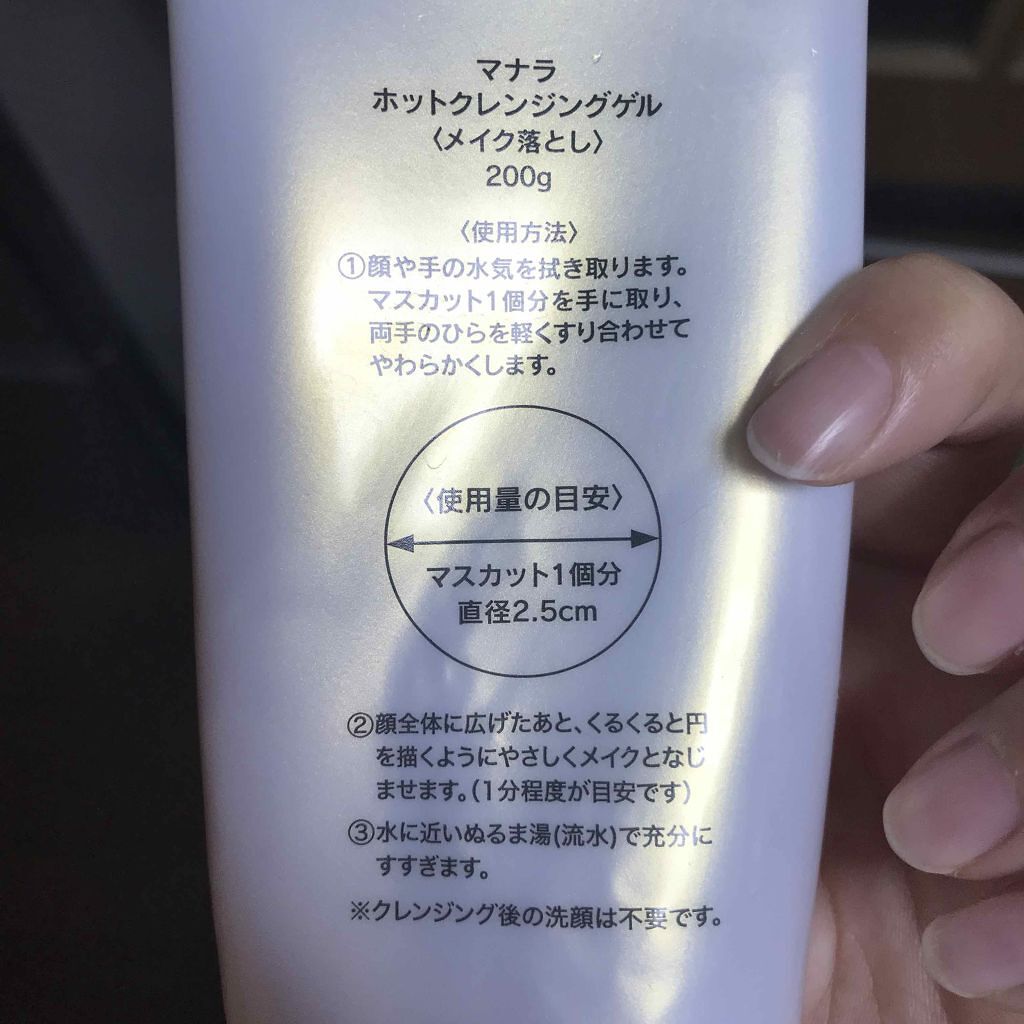 マナラ
ホットクレンジングゲル
〈メイク落とし〉
200g
〈使用方法〉
①顔や手の水気を拭き取ります。
マスカット1個分を手に取り、
両手のひらを軽くすり合わせて
やわらかくします。
〈使用量の目安〉
マスカット1個分
直径2.5cm
②顔全体に広げたあと、くるくると円
を描くようにやさしくメイクとなじ
ませます。(1分程度が目安です)
③水に近いぬるま湯(流水)で充分に
すすぎます。
※クレンジング後の洗顔は不要です。